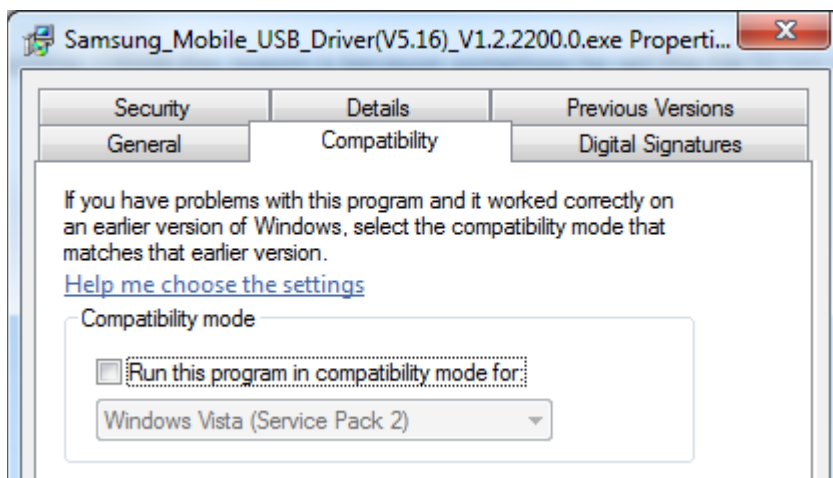 Samsung_Mobile_USB_Driver(V5.16)_V1.2.2200.0.exe Properti...
Security Details Previous Versions
General Compatibility Digital Signatures
If you have problems with this program and it worked correctly on
an earlier version of Windows, select the compatibility mode that
matches that earlier version.
Help me choose the settings
Compatibility mode
Run this program in compatibility mode for:
Windows Vista (Service Pack 2)